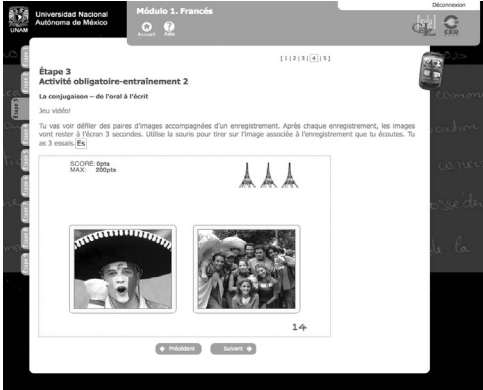 Déconnexion
Universidad Nacional
Autónoma de México
UNAM
Módulo 1. Francés
Accueil
Aide
CED
[1|2|3|4|5]
Étape 3
Étape 3
Activité obligatoire-entraînement 2
La conjugaison – de l'oral à l'écrit
Jeu vidéo!
Tu vas voir défiler des paires d'images accompagnées d'un enregistrement. Après chaque enregistrement, les images
vont rester à l'écran 3 secondes. Utilise la souris pour tirer sur l'image associée à l'enregistrement que tu écoutes. Tu
as 3 essais. Es
SCORE: 0pts
MAX: 200pts
14
Précédent
Suivant